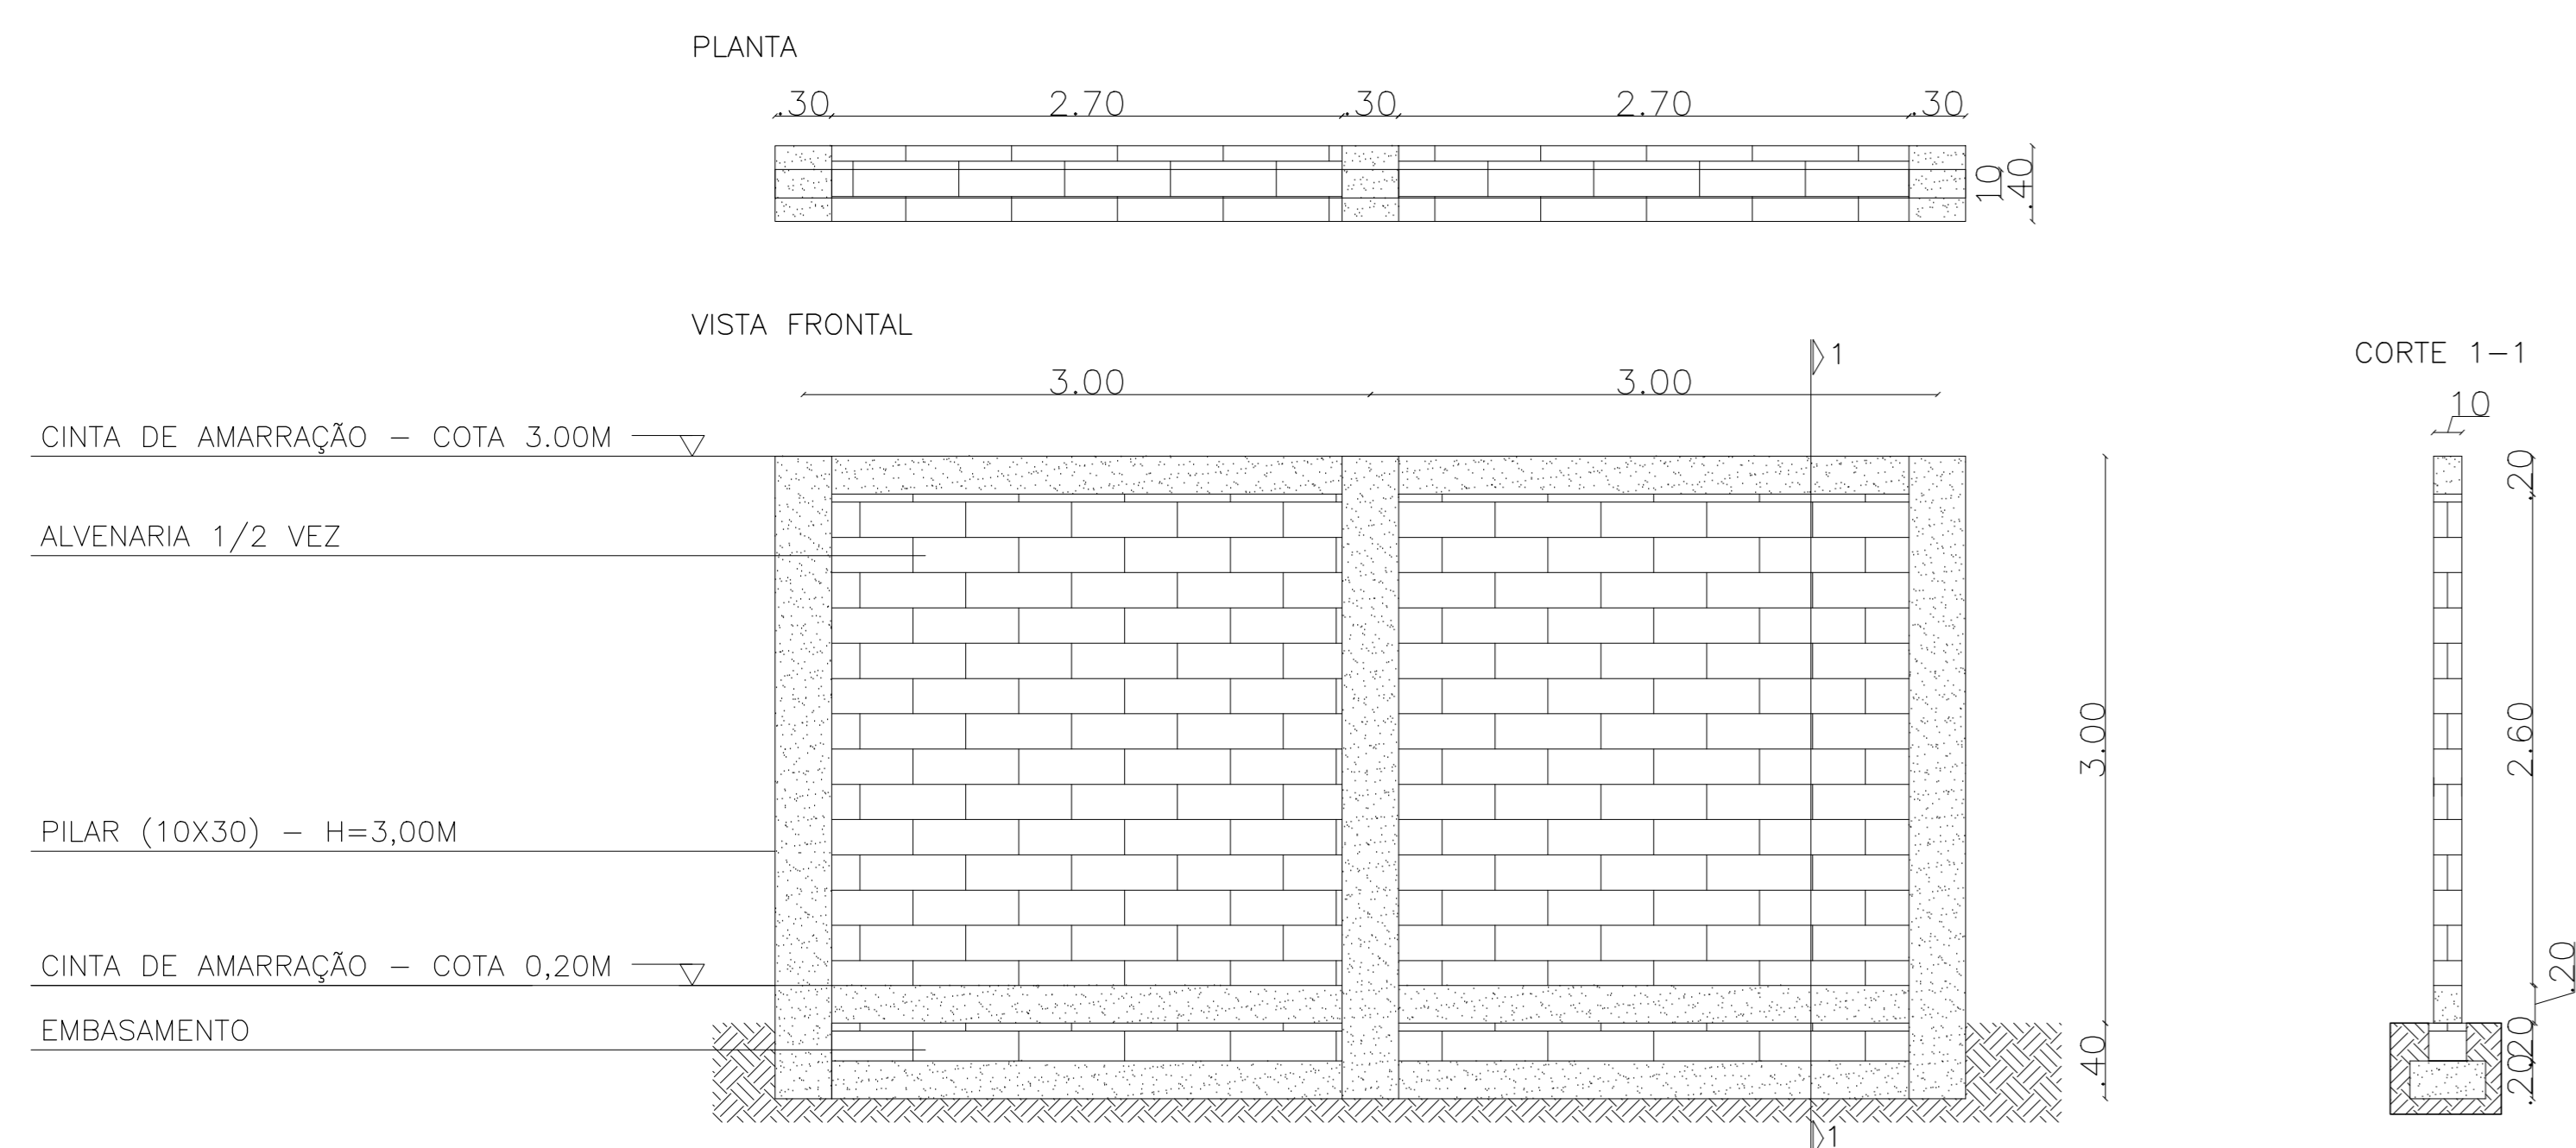 PLANTA
.30 2.70 .30 2.70 .30
10
.40
VISTA FRONTAL
1
CORTE 1-1
3.00 3.00
10
CINTA DE AMARRAÇÃO - COTA 3.00M
.20
ALVENARIA 1/2 VEZ
3.00
2.60
PILAR (10X30) - H=3,00M
CINTA DE AMARRAÇÃO - COTA 0,20M
.20
EMBASAMENTO
.40
.20
.20
1